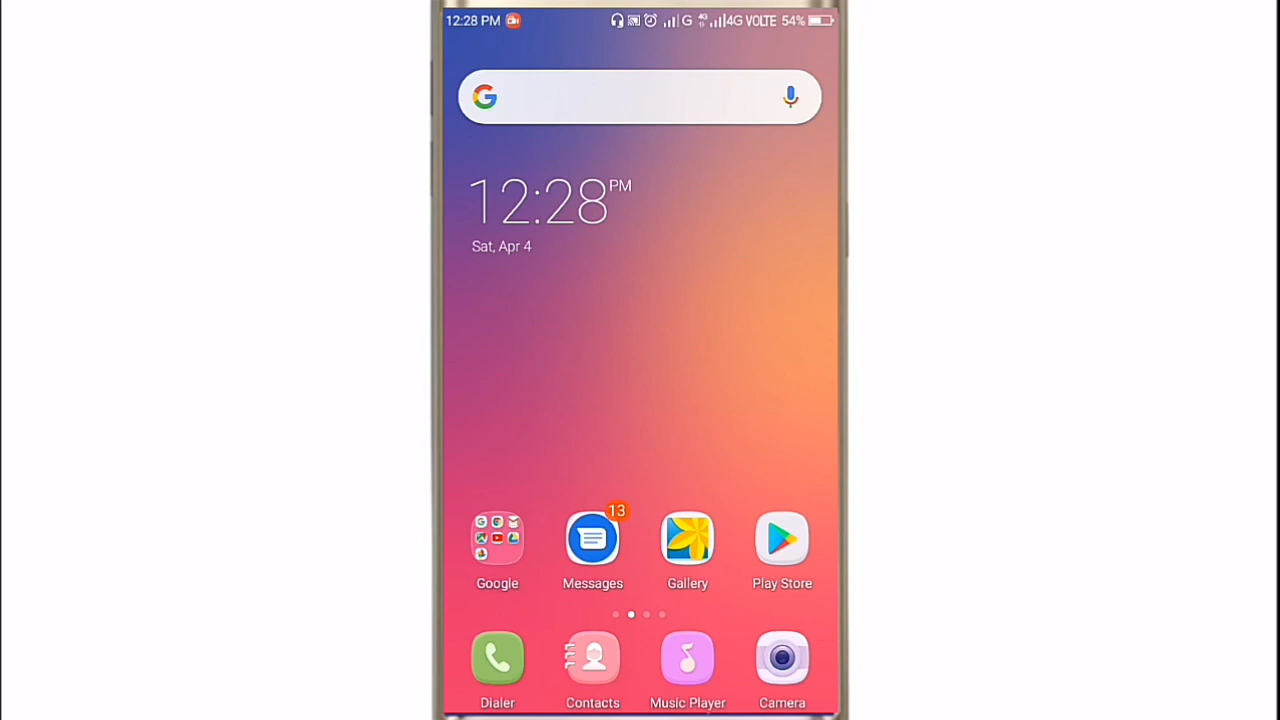 12:28 PM G 4G 4G VOLTE 54%
12:28 PM
Sat, Apr 4
13
Google Messages Gallery Play Store
Dialer Contacts Music Player Camera